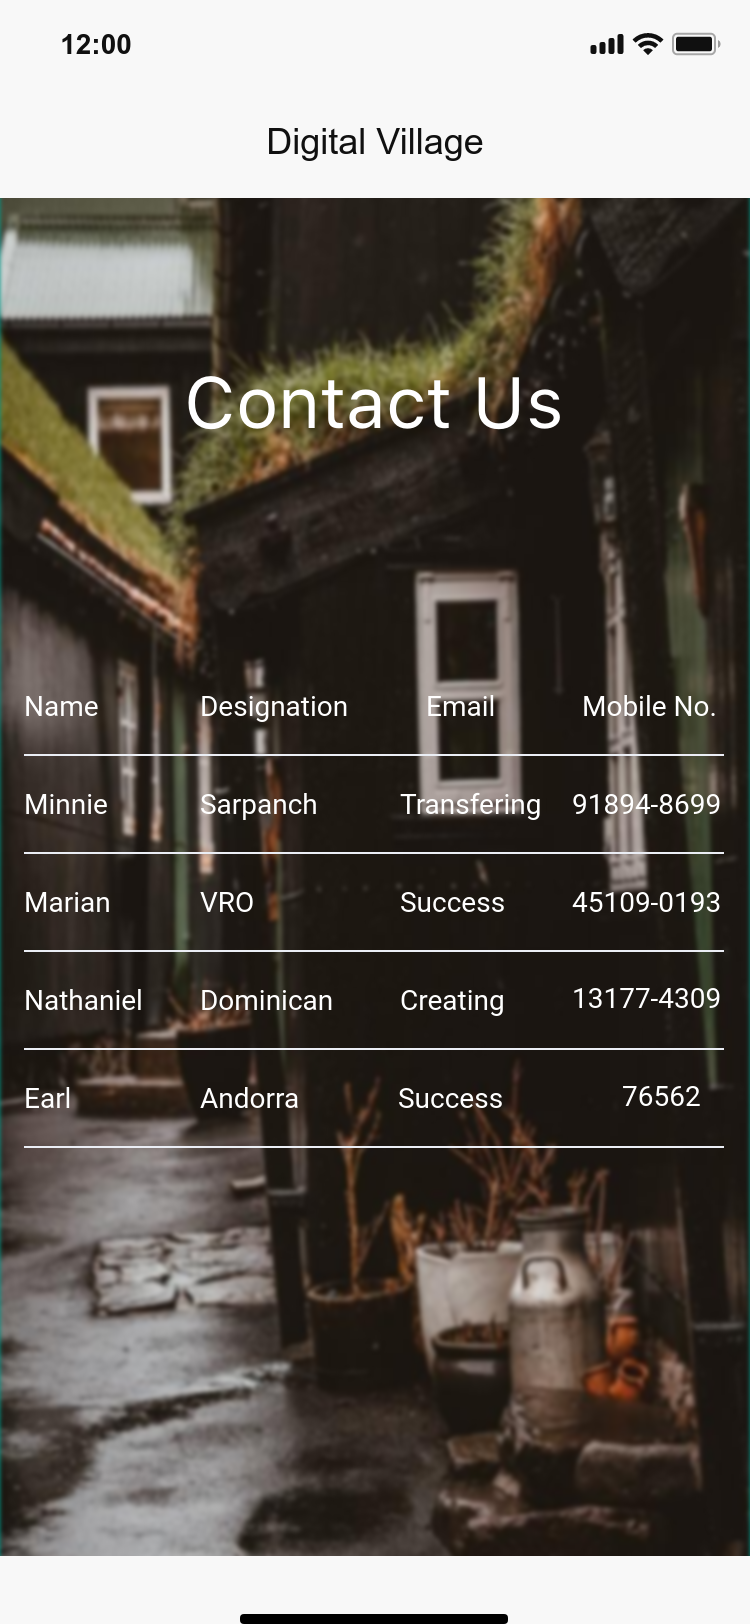 12:00
Digital Village
Contact Us
Name Designation Email Mobile No.
Minnie Sarpanch Transfering 91894-8699
Marian VRO Success 45109-0193
Nathaniel Dominican Creating 13177-4309
Earl Andorra Success 76562